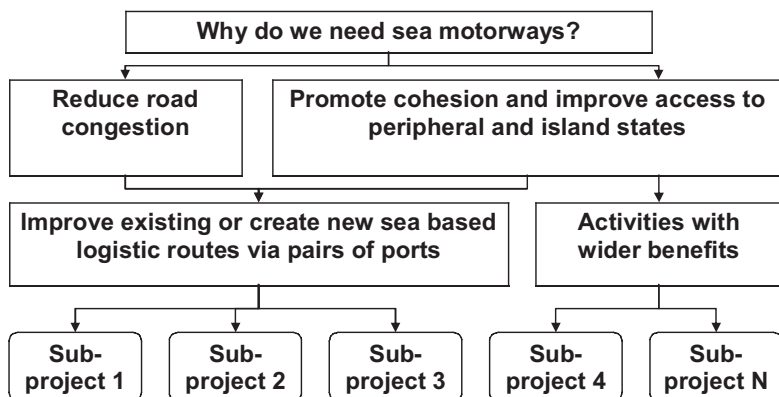 Why do we need sea motorways?
Reduce road
congestion
Promote cohesion and improve access to
peripheral and island states
Improve existing or create new sea based
logistic routes via pairs of ports
Activities with
wider benefits
Sub-
project 1
Sub-
project 2
Sub-
project 3
Sub-
project 4
Sub-
project N